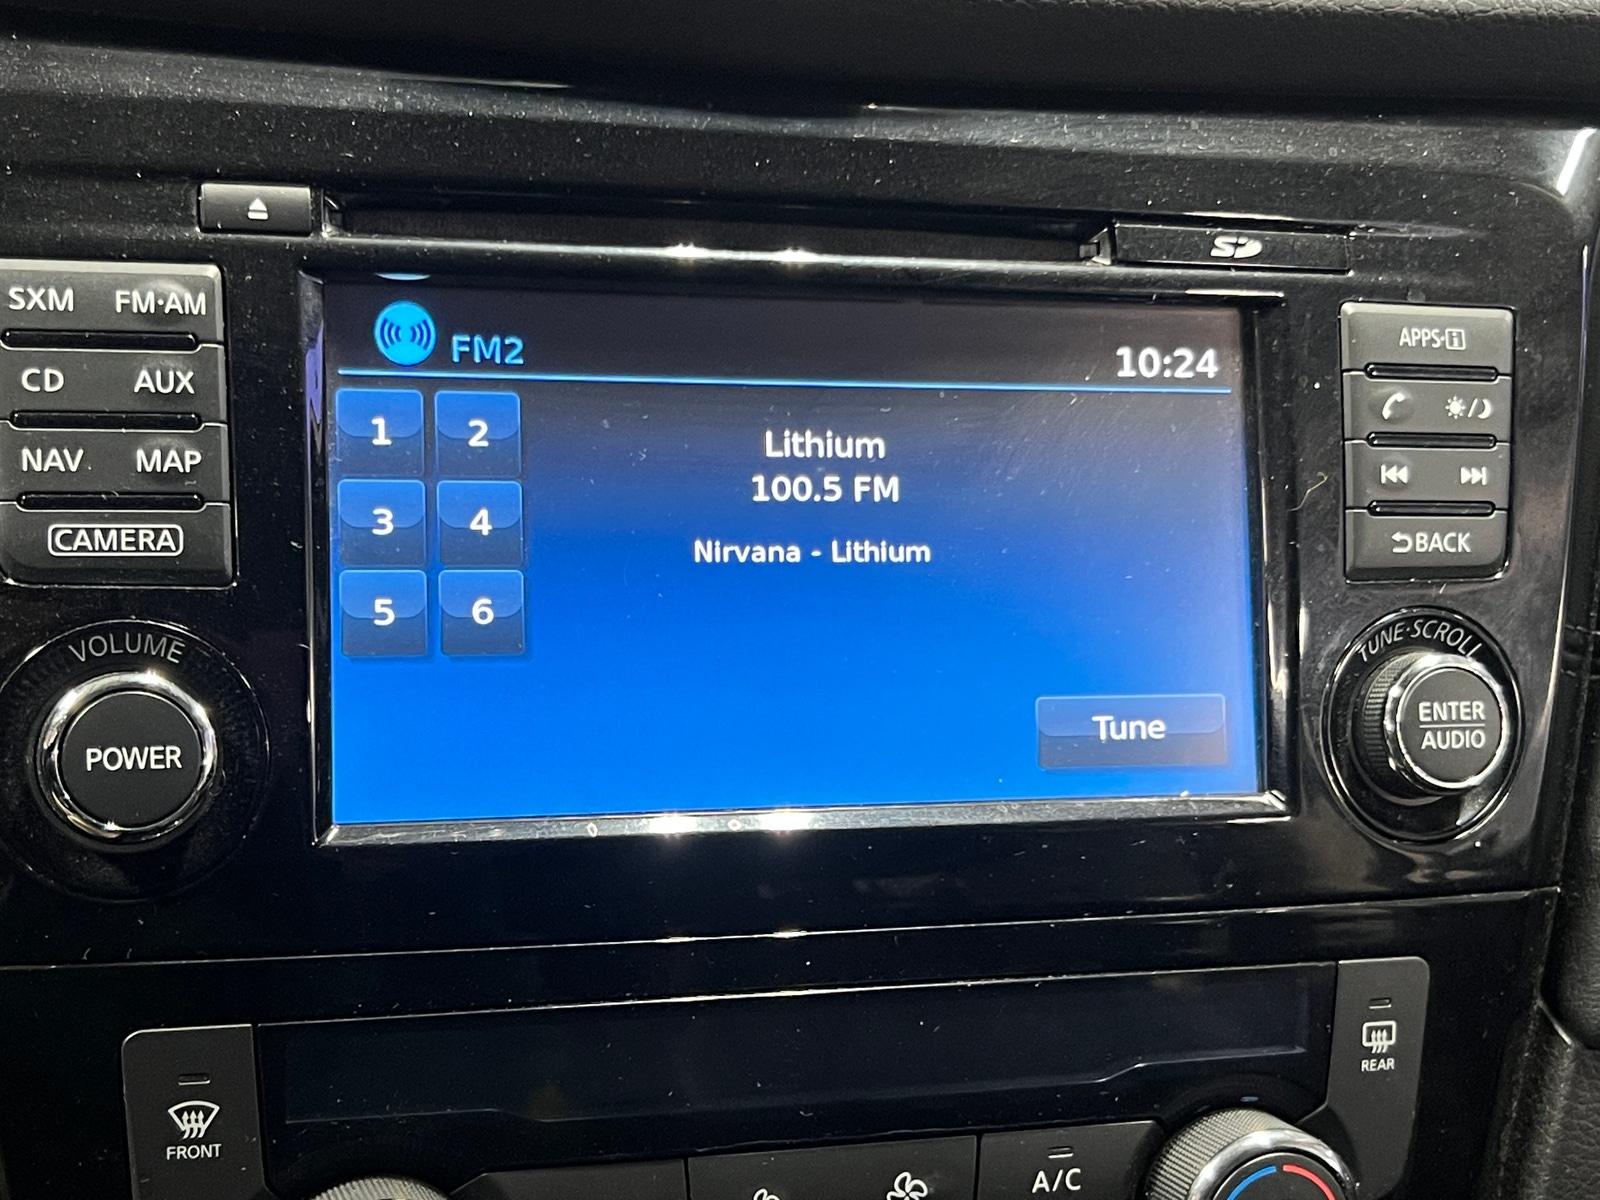 SD
SXM FM·AM
CD AUX
NAV MAP
CAMERA
VOLUME
POWER
FM2
10:24
1 2
3 4
5 6
Lithium
100.5 FM
Nirvana - Lithium
Tune
APPS·i
BACK
TUNE·SCROLL
ENTER
AUDIO
FRONT
REAR
A/C